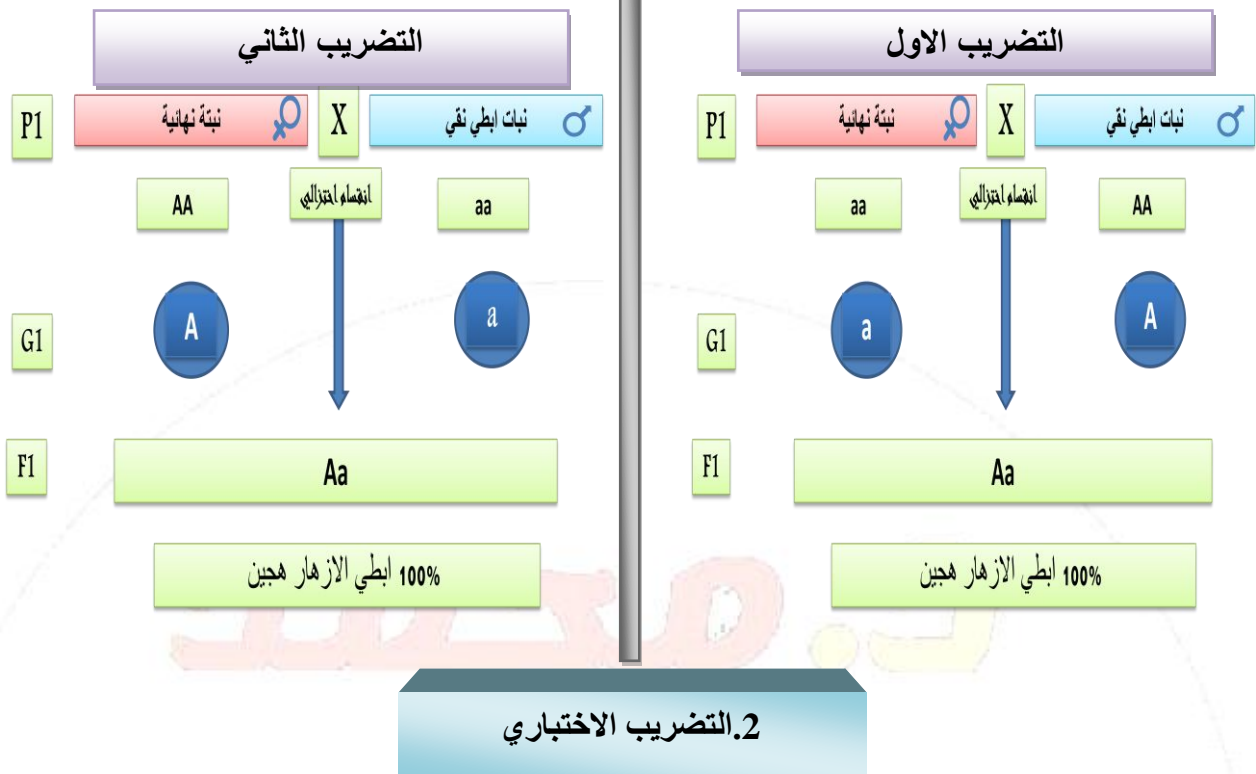 التضريب الاول
P1
نبتة نهائية
X
نبات ابطي نقي
aa
انقسام اختزالي
AA
G1
a
A
F1
Aa
100% ابطي الازهار هجين
التضريب الثاني
P1
نبتة نهائية
X
نبات ابطي نقي
AA
انقسام اختزالي
aa
G1
A
a
F1
Aa
100% ابطي الازهار هجين
2.التضريب الاختباري
د.محمد